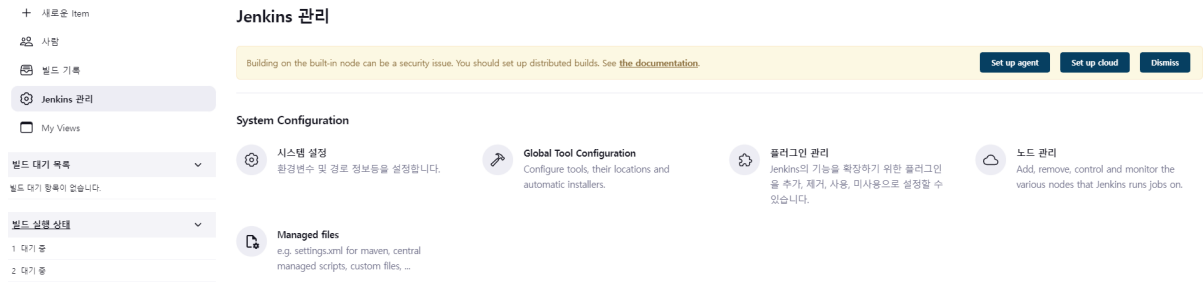 새로운 Item
사람
빌드 기록
Jenkins 관리
My Views
빌드 대기 목록
빌드 대기 항목이 없습니다.
빌드 실행 상태
1 대기 중
2 대기 중
Jenkins 관리
Building on the built-in node can be a security issue. You should set up distributed builds. See the documentation.
Set up agent
Set up cloud
Dismiss
System Configuration
시스템 설정
환경변수 및 경로 정보등을 설정합니다.
Global Tool Configuration
Configure tools, their locations and
automatic installers.
플러그인 관리
Jenkins의 기능을 확장하기 위한 플러그인
을 추가, 제거, 사용, 미사용으로 설정할 수
있습니다.
노드 관리
Add, remove, control and monitor the
various nodes that Jenkins runs jobs on.
Managed files
e.g. settings.xml for maven, central
managed scripts, custom files, ...